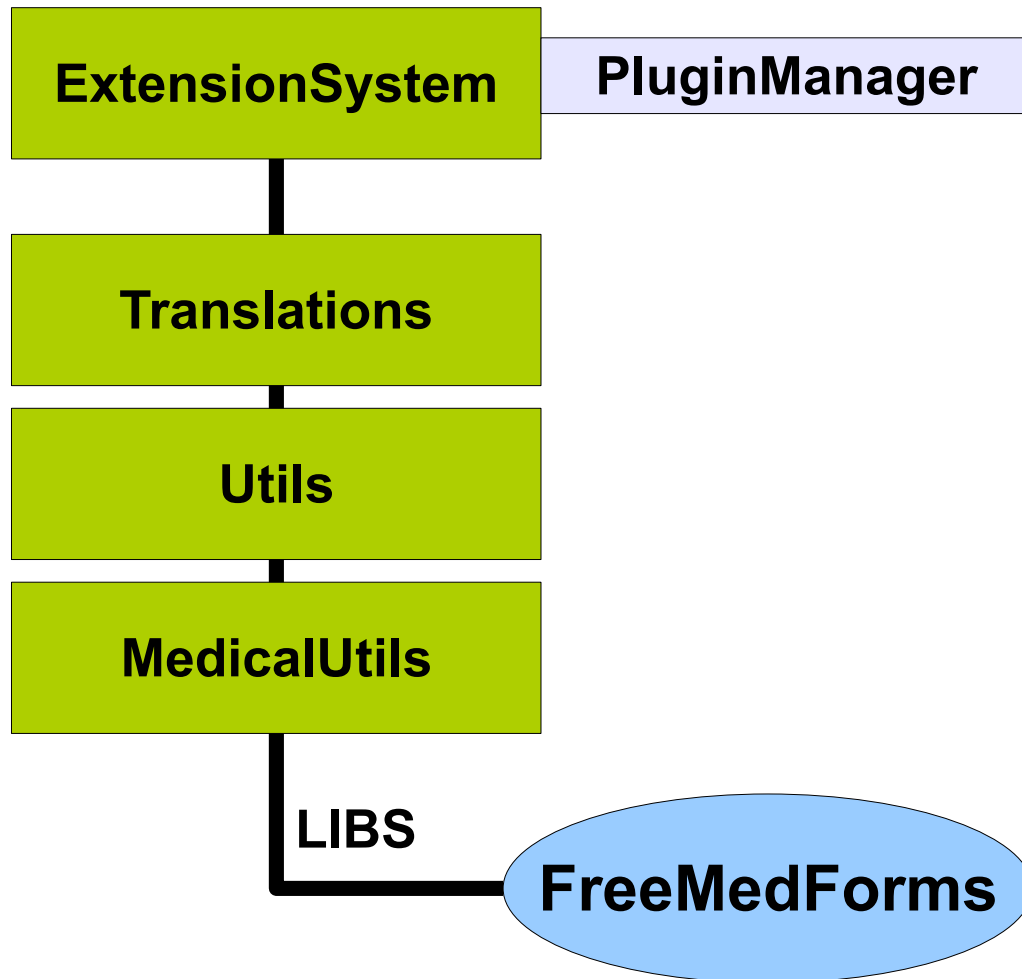 ExtensionSystem
PluginManager
Translations
Utils
MedicalUtils
LIBS
FreeMedForms